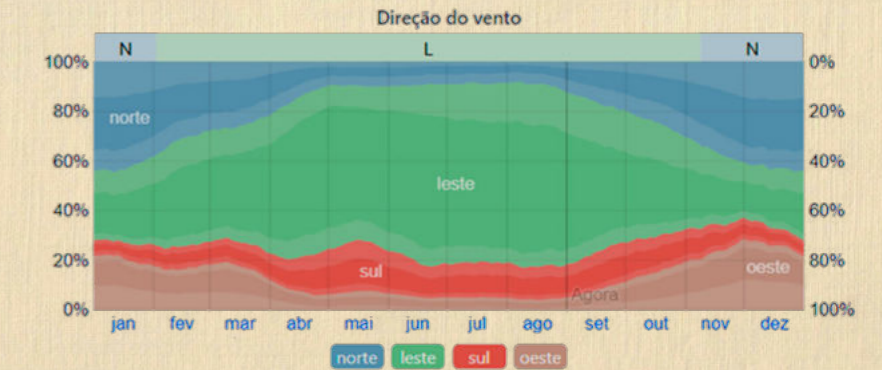 Direção do vento
N L N
100% 0%
norte
80% 20%
60% 40%
leste
40% 60%
20% 80%
sul oeste
Agora
0% 100%
jan fev mar abr mai jun jul ago set out nov dez
norte leste sul oeste